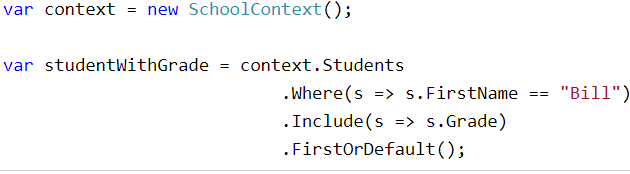 var context = new SchoolContext();
var studentWithGrade = context.Students
.Where(s => s.FirstName == "Bill")
.Include(s => s.Grade)
.FirstOrDefault();